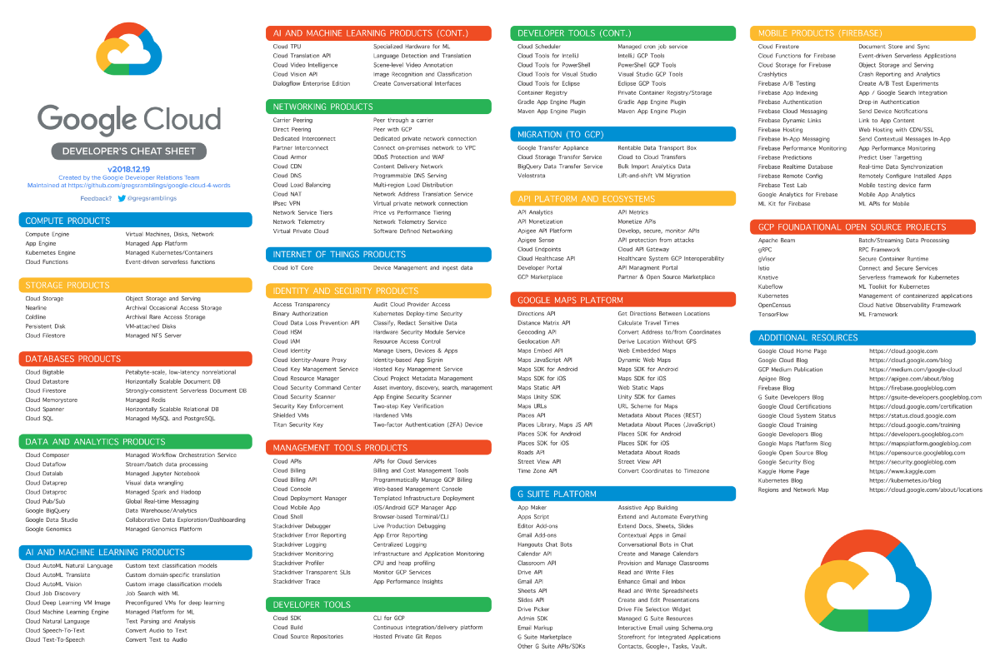 Google Cloud
DEVELOPER'S CHEAT SHEET
v2018.12.19
Created by the Google Developer Relations Team
Maintained at https://github.com/gregsramblings/google-cloud-4-words
Feedback? @gregsramblings
COMPUTE PRODUCTS
Compute Engine Virtual Machines, Disks, Network
App Engine Managed App Platform
Kubernetes Engine Managed Kubernetes/Containers
Cloud Functions Event-driven serverless functions
STORAGE PRODUCTS
Cloud Storage Object Storage and Serving
Nearline Archival Occasional Access Storage
Coldline Archival Rare Access Storage
Persistent Disk VM-attached Disks
Cloud Filestore Managed NFS Server
DATABASES PRODUCTS
Cloud Bigtable Petabyte-scale, low-latency nonrelational
Cloud Datastore Horizontally Scalable Document DB
Cloud Firestore Strongly-consistent Serverless Document DB
Cloud Memorystore Managed Redis
Cloud Spanner Horizontally Scalable Relational DB
Cloud SQL Managed MySQL and PostgreSQL
DATA AND ANALYTICS PRODUCTS
Cloud Composer Managed Workflow Orchestration Service
Cloud Dataflow Stream/batch data processing
Cloud Datalab Managed Jupyter Notebook
Cloud Dataprep Visual data wrangling
Cloud Dataproc Managed Spark and Hadoop
Cloud Pub/Sub Global Real-time Messaging
Google BigQuery Data Warehouse/Analytics
Google Data Studio Collaborative Data Exploration/Dashboarding
Google Genomics Managed Genomics Platform
AI AND MACHINE LEARNING PRODUCTS
Cloud AutoML Natural Language Custom text classification models
Cloud AutoML Translate Custom domain-specific translation
Cloud AutoML Vision Custom image classification models
Cloud Job Discovery Job Search with ML
Cloud Deep Learning VM Image Preconfigured VMs for deep learning
Cloud Machine Learning Engine Managed Platform for ML
Cloud Natural Language Text Parsing and Analysis
Cloud Speech-To-Text Convert Audio to Text
Cloud Text-To-Speech Convert Text to Audio
AI AND MACHINE LEARNING PRODUCTS (CONT.)
Cloud TPU Specialized Hardware for ML
Cloud Translation API Language Detection and Translation
Cloud Video Intelligence Scene-level Video Annotation
Cloud Vision API Image Recognition and Classification
Dialogflow Enterprise Edition Create Conversational Interfaces
NETWORKING PRODUCTS
Carrier Peering Peer through a carrier
Direct Peering Peer with GCP
Dedicated Interconnect Dedicated private network connection
Partner Interconnect Connect on-premises network to VPC
Cloud Armor DDoS Protection and WAF
Cloud CDN Content Delivery Network
Cloud DNS Programmable DNS Serving
Cloud Load Balancing Multi-region Load Distribution
Cloud NAT Network Address Translation Service
IPsec VPN Virtual private network connection
Network Service Tiers Price vs Performance Tiering
Network Telemetry Network Telemetry Service
Virtual Private Cloud Software Defined Networking
INTERNET OF THINGS PRODUCTS
Cloud IoT Core Device Management and ingest data
IDENTITY AND SECURITY PRODUCTS
Access Transparency Audit Cloud Provider Access
Binary Authorization Kubernetes Deploy-time Security
Cloud Data Loss Prevention API Classify, Redact Sensitive Data
Cloud HSM Hardware Security Module Service
Cloud IAM Resource Access Control
Cloud Identity Manage Users, Devices & Apps
Cloud Identity-Aware Proxy Identity-based App Signin
Cloud Key Management Service Hosted Key Management Service
Cloud Resource Manager Cloud Project Metadata Management
Cloud Security Command Center Asset inventory, discovery, search, management
Cloud Security Scanner App Engine Security Scanner
Security Key Enforcement Two-step Key Verification
Shielded VMs Hardened VMs
Titan Security Key Two-factor Authentication (2FA) Device
MANAGEMENT TOOLS PRODUCTS
Cloud APIs APIs for Cloud Services
Cloud Billing Billing and Cost Management Tools
Cloud Billing API Programmatically Manage GCP Billing
Cloud Console Web-based Management Console
Cloud Deployment Manager Templated Infrastructure Deployment
Cloud Mobile App iOS/Android GCP Manager App
Cloud Shell Browser-based Terminal/CLI
Stackdriver Debugger Live Production Debugging
Stackdriver Error Reporting App Error Reporting
Stackdriver Logging Centralized Logging
Stackdriver Monitoring Infrastructure and Application Monitoring
Stackdriver Profiler CPU and heap profiling
Stackdriver Transparent SLIs Monitor GCP Services
Stackdriver Trace App Performance Insights
DEVELOPER TOOLS
Cloud SDK CLI for GCP
Cloud Build Continuous integration/delivery platform
Cloud Source Repositories Hosted Private Git Repos
DEVELOPER TOOLS (CONT.)
Cloud Scheduler Managed cron job service
Cloud Tools for IntelliJ IntelliJ GCP Tools
Cloud Tools for PowerShell PowerShell GCP Tools
Cloud Tools for Visual Studio Visual Studio GCP Tools
Cloud Tools for Eclipse Eclipse GCP Tools
Container Registry Private Container Registry/Storage
Gradle App Engine Plugin Gradle App Engine Plugin
Maven App Engine Plugin Maven App Engine Plugin
MIGRATION (TO GCP)
Google Transfer Appliance Rentable Data Transport Box
Cloud Storage Transfer Service Cloud to Cloud Transfers
BigQuery Data Transfer Service Bulk Import Analytics Data
Velostrata Lift-and-shift VM Migration
API PLATFORM AND ECOSYSTEMS
API Analytics API Metrics
API Monetization Monetize APIs
Apigee API Platform Develop, secure, monitor APIs
Apigee Sense API protection from attacks
Cloud Endpoints Cloud API Gateway
Cloud Healthcase API Healthcare System GCP Interoperability
Developer Portal API Managment Portal
GCP Marketplace Partner & Open Source Marketplace
GOOGLE MAPS PLATFORM
Directions API Get Directions Between Locations
Distance Matrix API Calculate Travel Times
Geocoding API Convert Address to/from Coordinates
Geolocation API Derive Location Without GPS
Maps Embed API Web Embedded Maps
Maps JavaScript API Dynamic Web Maps
Maps SDK for Android Maps SDK for Android
Maps SDK for iOS Maps SDK for iOS
Maps Static API Web Static Maps
Maps Unity SDK Unity SDK for Games
Maps URLs URL Scheme for Maps
Places API Metadata About Places (REST)
Places Library, Maps JS API Metadata About Places (JavaScript)
Places SDK for Android Places SDK for Android
Places SDK for iOS Places SDK for iOS
Roads API Metadata About Roads
Street View API Street View API
Time Zone API Convert Coordinates to Timezone
G SUITE PLATFORM
App Maker Assistive App Building
Apps Script Extend and Automate Everything
Editor Add-ons Extend Docs, Sheets, Slides
Gmail Add-ons Contextual Apps in Gmail
Hangouts Chat Bots Conversational Bots in Chat
Calendar API Create and Manage Calendars
Classroom API Provision and Manage Classrooms
Drive API Read and Write Files
Gmail API Enhance Gmail and Inbox
Sheets API Read and Write Spreadsheets
Slides API Create and Edit Presentations
Drive Picker Drive File Selection Widget
Admin SDK Managed G Suite Resources
Email Markup Interactive Email using Schema.org
G Suite Marketplace Storefront for Integrated Applications
Other G Suite APIs/SDKs Contacts, Google+, Tasks, Vault.
MOBILE PRODUCTS (FIREBASE)
Cloud Firestore Document Store and Sync
Cloud Functions for Firebase Event-driven Serverless Applications
Cloud Storage for Firebase Object Storage and Serving
Crashlytics Crash Reporting and Analytics
Firebase A/B Testing Create A/B Test Experiments
Firebase App Indexing App / Google Search Integration
Firebase Authentication Drop-in Authentication
Firebase Cloud Messaging Send Device Notifications
Firebase Dynamic Links Link to App Content
Firebase Hosting Web Hosting with CDN/SSL
Firebase In-App Messaging Send Contextual Messages In-App
Firebase Performance Monitoring App Performance Monitoring
Firebase Predictions Predict User Targetting
Firebase Realtime Database Real-time Data Synchronization
Firebase Remote Config Remotely Configure Installed Apps
Firebase Test Lab Mobile testing device farm
Google Analytics for Firebase Mobile App Analytics
ML Kit for Firebase ML APIs for Mobile
GCP FOUNDATIONAL OPEN SOURCE PROJECTS
Apache Beam Batch/Streaming Data Processing
gRPC RPC Framework
gVisor Secure Container Runtime
Istio Connect and Secure Services
Knative Serverless framework for Kubernetes
Kubeflow ML Toolkit for Kubernetes
Kubernetes Management of containerized applications
OpenCensus Cloud Native Observability Framework
TensorFlow ML Framework
ADDITIONAL RESOURCES
Google Cloud Home Page https://cloud.google.com
Google Cloud Blog https://cloud.google.com/blog
GCP Medium Publication https://medium.com/google-cloud
Apigee Blog https://apigee.com/about/blog
Firebase Blog https://firebase.googleblog.com
G Suite Developers Blog https://gsuite-developers.googleblog.com
Google Cloud Certifications https://cloud.google.com/certification
Google Cloud System Status https://status.cloud.google.com
Google Cloud Training https://cloud.google.com/training
Google Developers Blog https://developers.googleblog.com
Google Maps Platform Blog https://mapsplatform.googleblog.com
Google Open Source Blog https://opensource.googleblog.com
Google Security Blog https://security.googleblog.com
Kaggle Home Page https://www.kaggle.com
Kubernetes Blog https://kubernetes.io/blog
Regions and Network Map https://cloud.google.com/about/locations